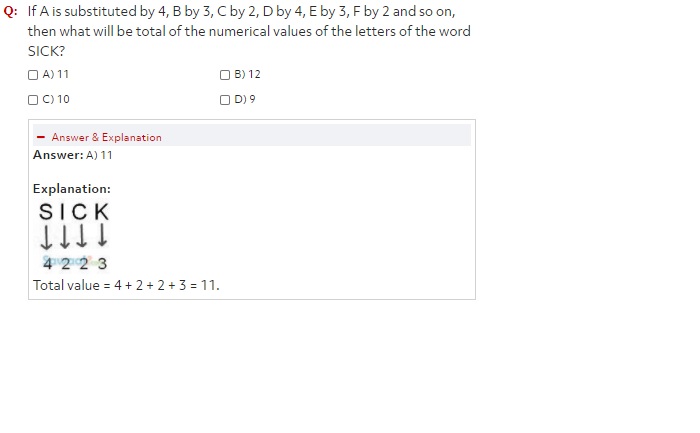 Q: If A is substituted by 4, B by 3, C by 2, D by 4, E by 3, F by 2 and so on,
then what will be total of the numerical values of the letters of the word
SICK?
A) 11 B) 12
C) 10 D) 9
− Answer & Explanation
Answer: A) 11
Explanation:
S I C K
↓ ↓ ↓ ↓
4 2 2 3
Total value = 4 + 2 + 2 + 3 = 11.